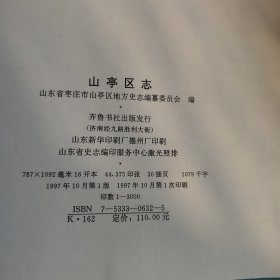 山亭区志
山东省枣庄市山亭区地方史志编纂委员会 编
齐鲁书社出版发行
(济南经九路胜利大街)
山东新华印刷厂德州厂印刷
山东省史志编印服务中心激光照排
787×1092毫米16开本 44.375印张 30插页 1079千字
1997年10月第1版 1997年10月第1次印刷
印数1—3000
ISBN 7—5333—0632—5
K·162 定价:110.00元